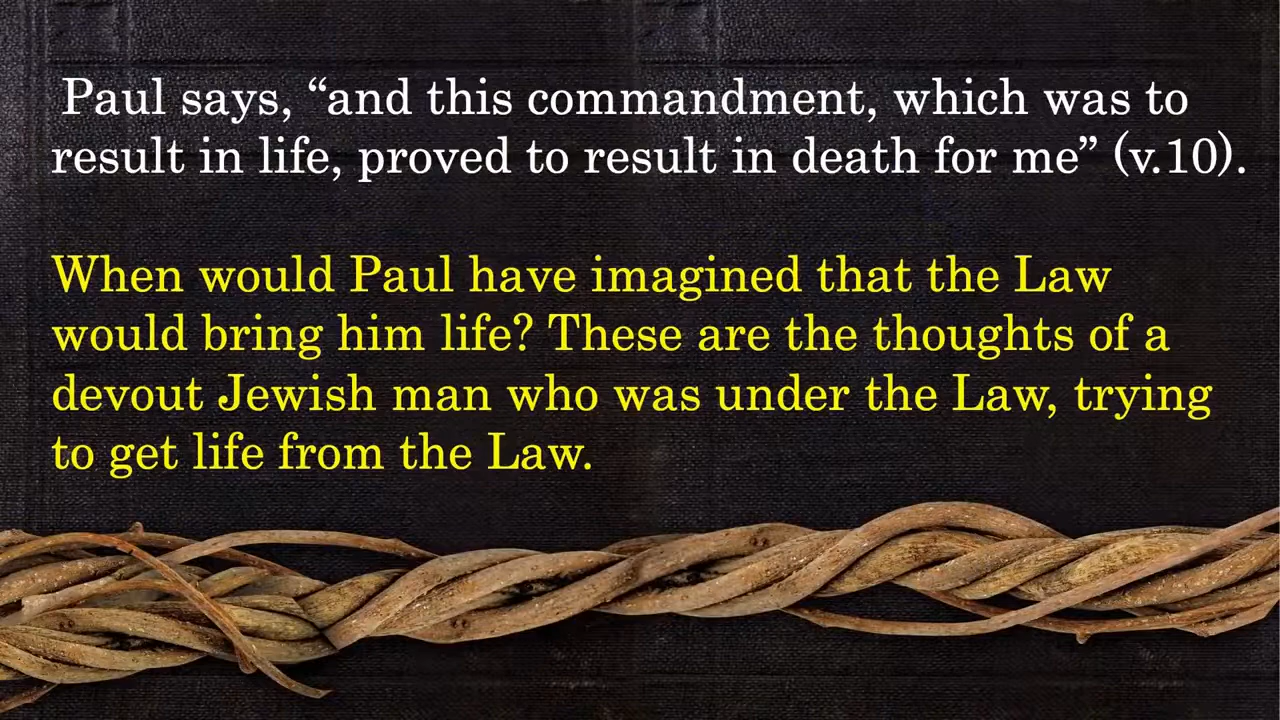 Paul says, “and this commandment, which was to
result in life, proved to result in death for me” (v.10).
When would Paul have imagined that the Law
would bring him life? These are the thoughts of a
devout Jewish man who was under the Law, trying
to get life from the Law.